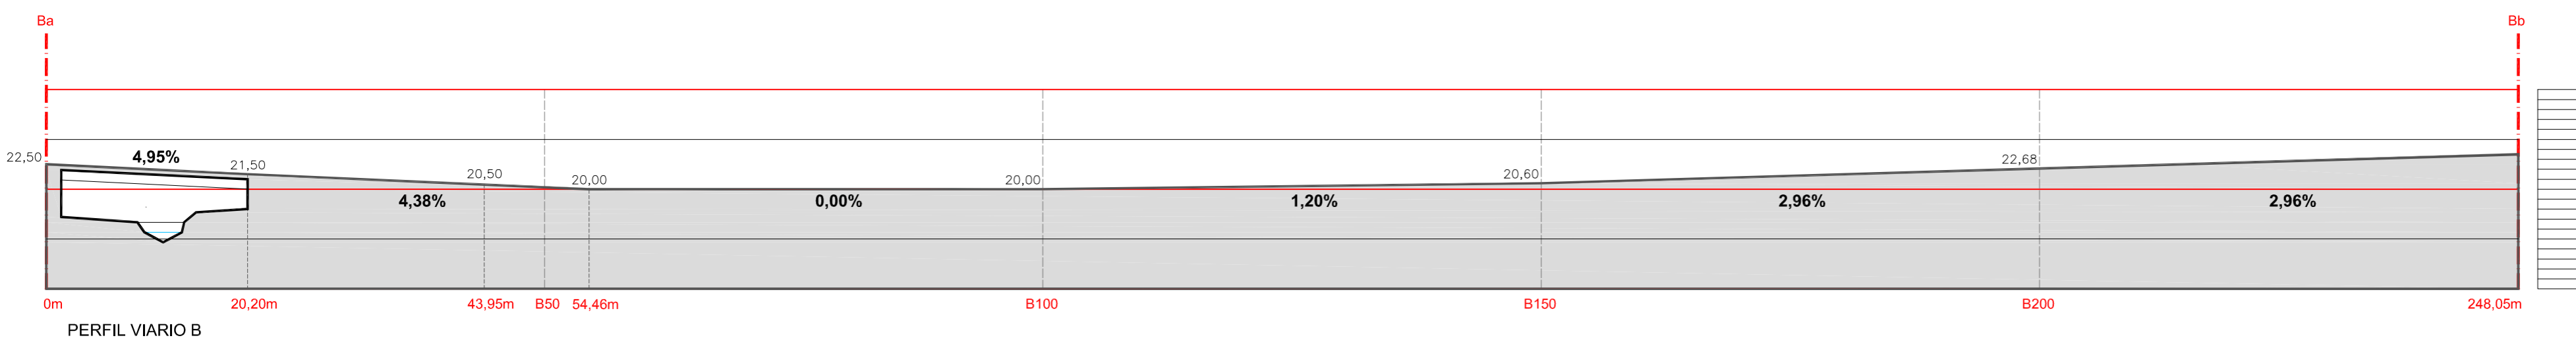 Ba
Bb
22,50
4,95%
21,50
20,50
20,00
20,00
20,60
22,68
4,38%
0,00%
1,20%
2,96%
2,96%
0m
20,20m
43,95m
B50
54,46m
B100
B150
B200
248,05m
PERFIL VIARIO B